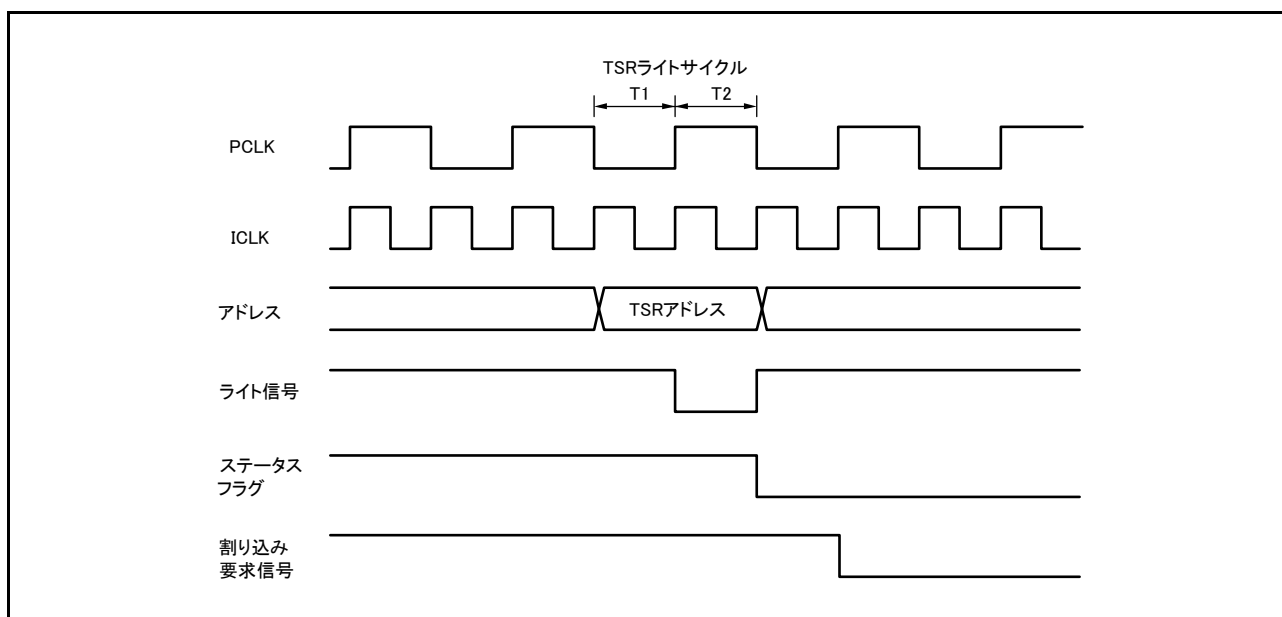 TSRライトサイクル
T1
T2
PCLK
ICLK
アドレス
TSRアドレス
ライト信号
ステータス
フラグ
割り込み
要求信号